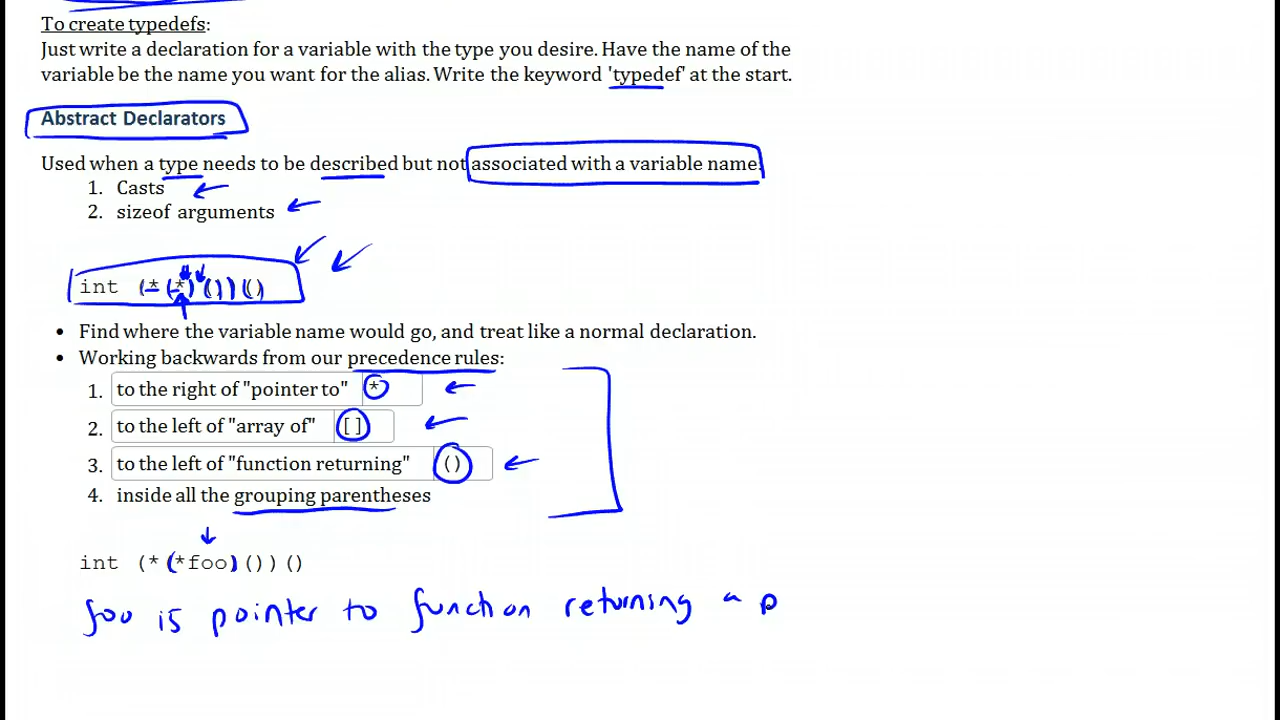 To create typedefs:
Just write a declaration for a variable with the type you desire. Have the name of the
variable be the name you want for the alias. Write the keyword 'typedef' at the start.
Abstract Declarators
Used when a type needs to be described but not associated with a variable name.
1. Casts
2. sizeof arguments
int (*(*)())()
• Find where the variable name would go, and treat like a normal declaration.
• Working backwards from our precedence rules:
1. to the right of "pointer to" *
2. to the left of "array of" []
3. to the left of "function returning" ()
4. inside all the grouping parentheses
int (*(*foo)())()
foo is pointer to function returning a p